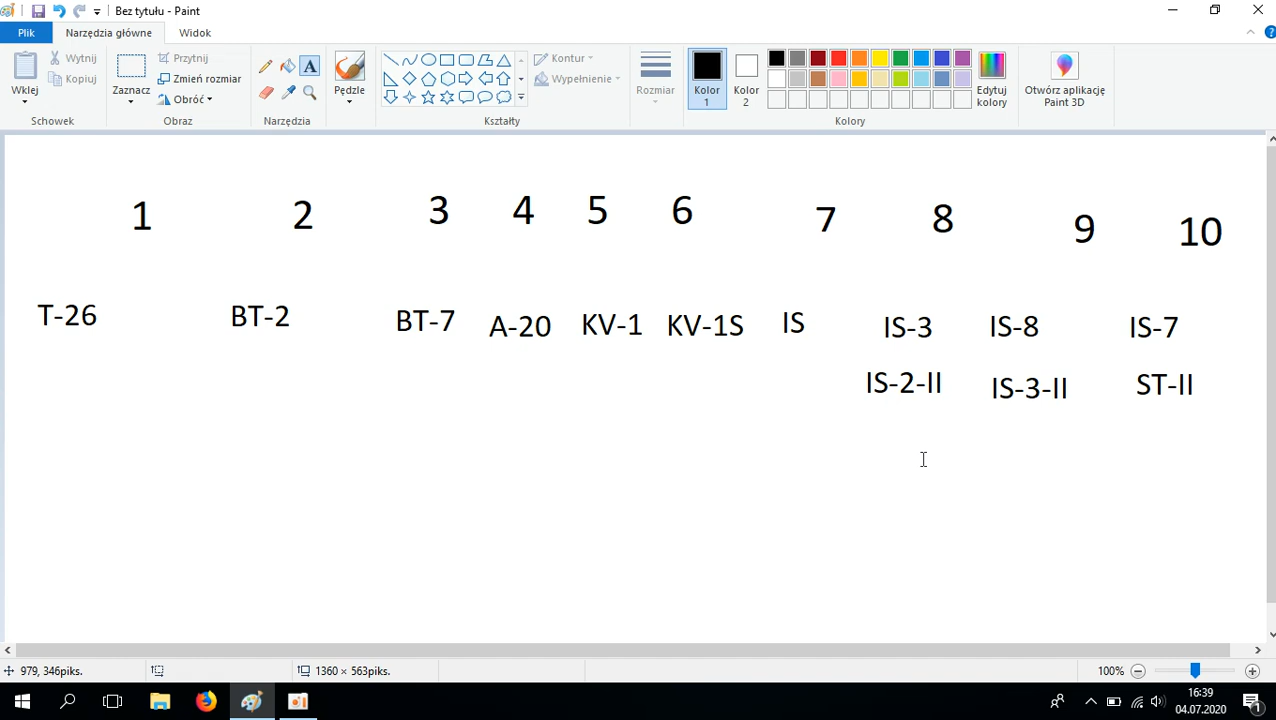 Bez tytułu - Paint
Plik Narzędzia główne Widok
Wklej
Wytnij
Kopiuj
Schowek
Zaznacz
Przytnij
Zmień rozmiar
Obróć
Obraz
A
Narzędzia
Pędzle
Kształty
Kontur
Wypełnienie
Rozmiar
Kolor 1
Kolor 2
Edytuj kolory
Kolory
Otwórz aplikację Paint 3D
1 2 3 4 5 6 7 8 9 10
T-26 BT-2 BT-7 A-20 KV-1 KV-1S IS IS-3 IS-8 IS-7
IS-2-II IS-3-II ST-II
979, 346piks. 1360 × 563piks. 100%
16:39
04.07.2020
1